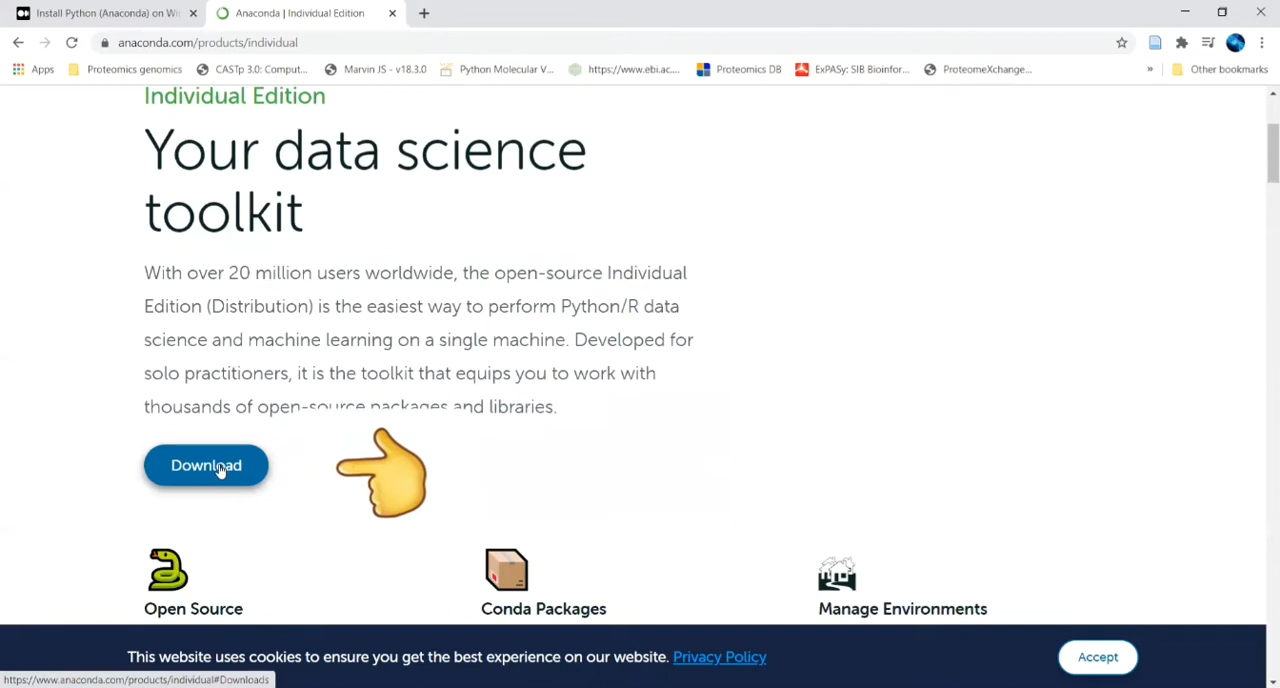 Install Python (Anaconda) on Wi
Anaconda | Individual Edition
anaconda.com/products/individual
Apps
Proteomics genomics
CASTp 3.0: Comput...
Marvin JS - v18.3.0
Python Molecular V...
https://www.ebi.ac....
Proteomics DB
ExPASy: SIB Bioinfor...
ProteomeXchange...
»
Other bookmarks
Individual Edition
Your data science
toolkit
With over 20 million users worldwide, the open-source Individual
Edition (Distribution) is the easiest way to perform Python/R data
science and machine learning on a single machine. Developed for
solo practitioners, it is the toolkit that equips you to work with
thousands of open-source packages and libraries.
Download
Open Source
Conda Packages
Manage Environments
This website uses cookies to ensure you get the best experience on our website. Privacy Policy
Accept
https://www.anaconda.com/products/individual#Downloads